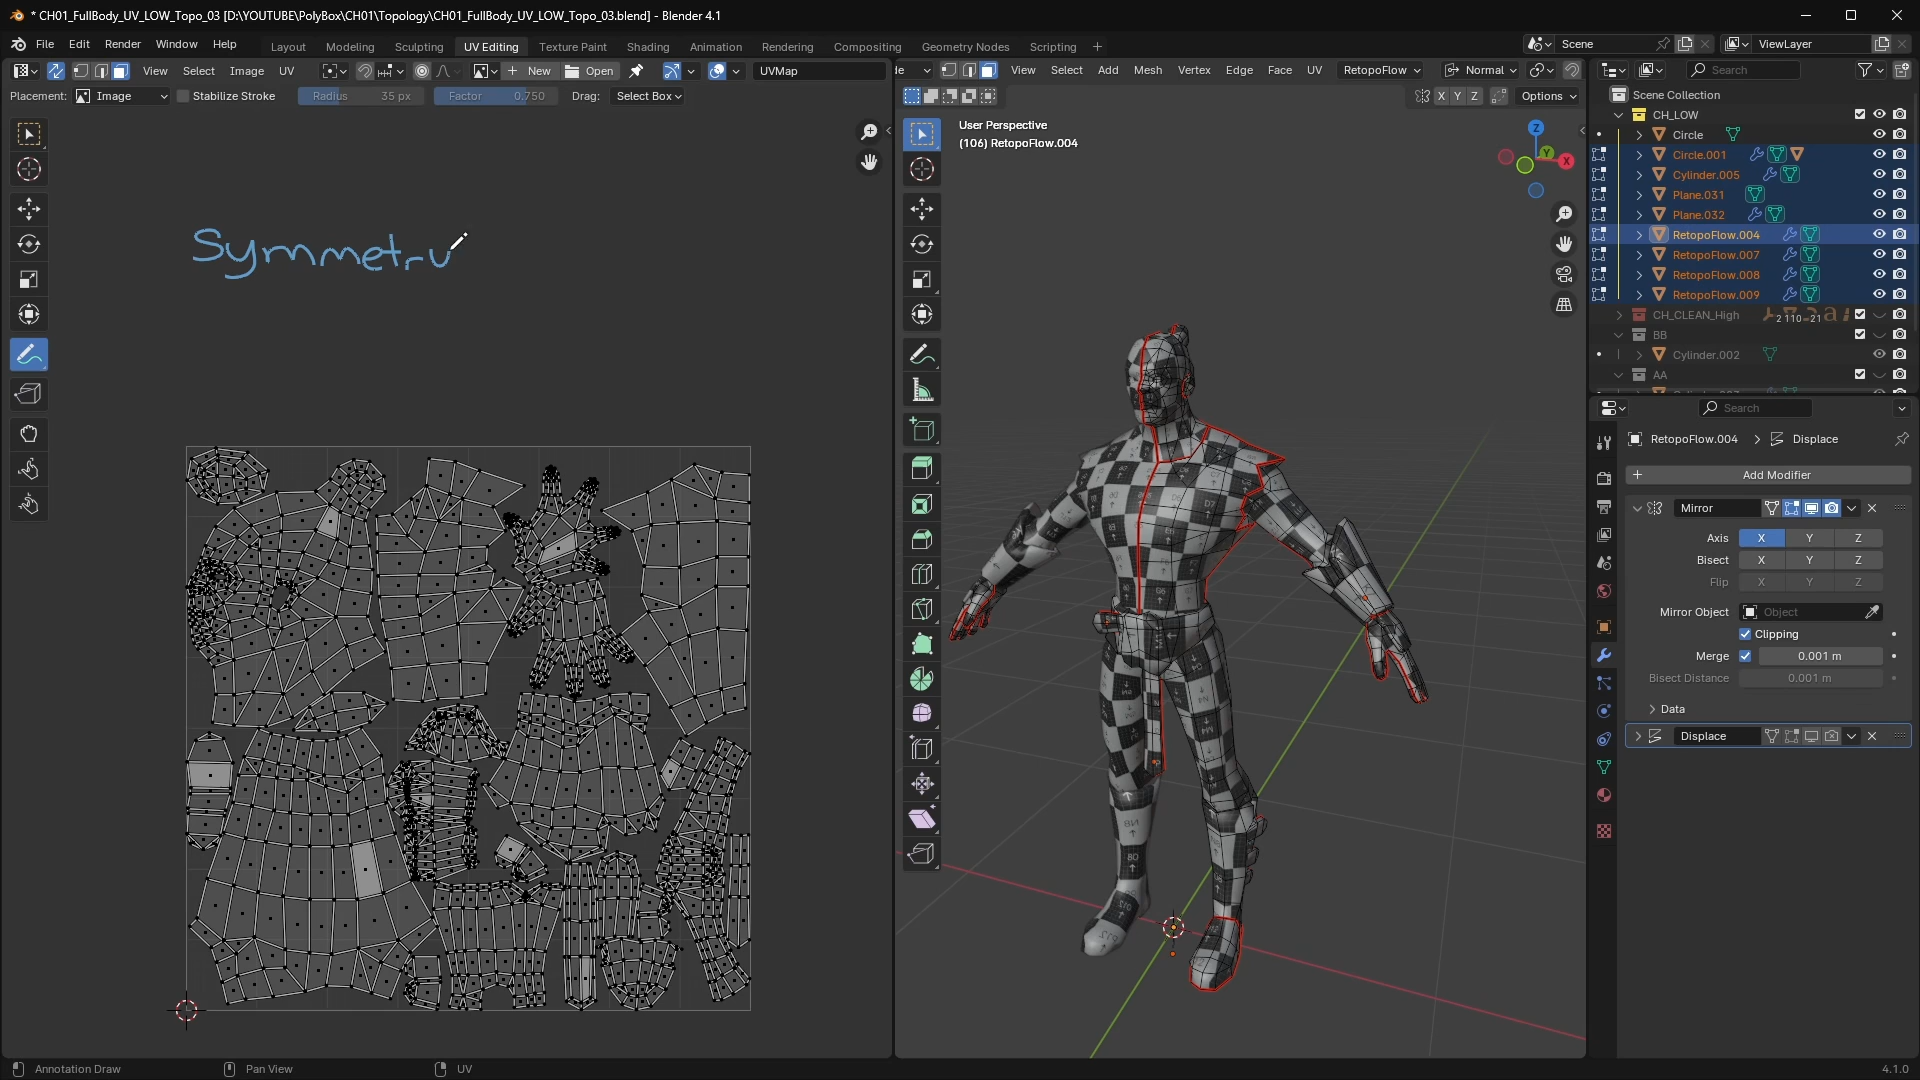 * CH01_FullBody_UV_LOW_Topo_03 [D:\YOUTUBE\PolyBox\CH01\Topology\CH01_FullBody_UV_LOW_Topo_03.blend] - Blender 4.1
File Edit Render Window Help Layout Modeling Sculpting UV Editing Texture Paint Shading Animation Rendering Compositing Geometry Nodes Scripting + Scene ViewLayer
View Select Image UV + New Open UVMap View Select Add Mesh Vertex Edge Face UV RetopoFlow Normal Search
Placement: Image Stabilize Stroke Radius 35 px Factor 0.750 Drag: Select Box X Y Z Options
Scene Collection
CH_LOW
Circle
Circle.001
Cylinder.005
Plane.031
Plane.032
RetopoFlow.004
RetopoFlow.007
RetopoFlow.008
RetopoFlow.009
CH_CLEAN_High 2 110 21
BB
Cylinder.002
AA
User Perspective
(106) RetopoFlow.004
Z
Y
X
Symmetru
Search
RetopoFlow.004 > Displace
+ Add Modifier
Mirror
Axis X Y Z
Bisect X Y Z
Flip X Y Z
Mirror Object Object
Clipping
Merge 0.001 m
Bisect Distance 0.001 m
Data
Displace
Annotation Draw Pan View UV 4.1.0